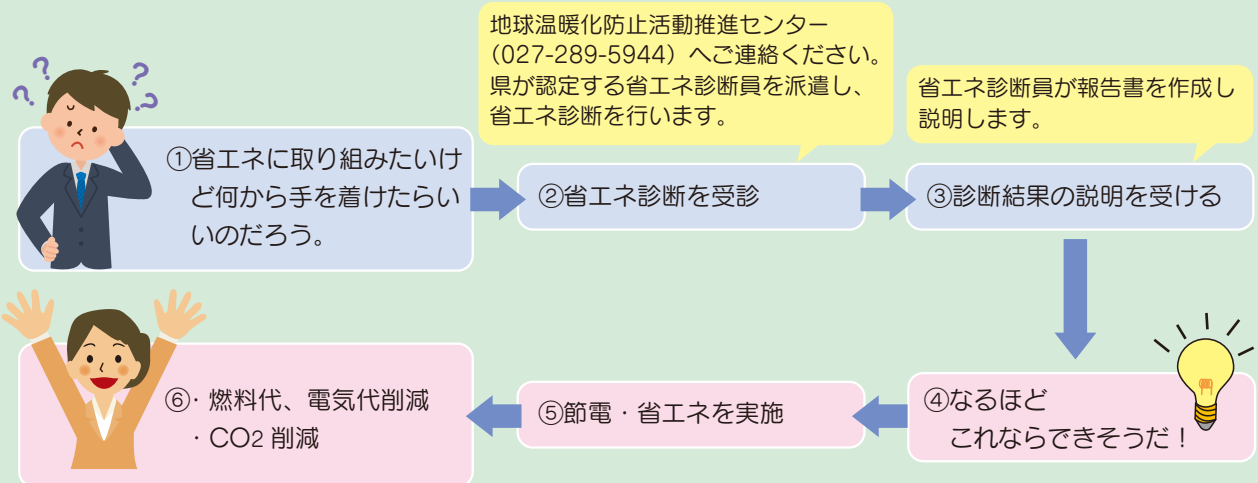 ①省エネに取り組みたいけ
ど何から手を着けたらい
いのだろう。
地球温暖化防止活動推進センター
（027-289-5944）へご連絡ください。
県が認定する省エネ診断員を派遣し、
省エネ診断を行います。
②省エネ診断を受診
省エネ診断員が報告書を作成し
説明します。
③診断結果の説明を受ける
④なるほど
これならできそうだ！
⑤節電・省エネを実施
⑥・燃料代、電気代削減
・CO2 削減